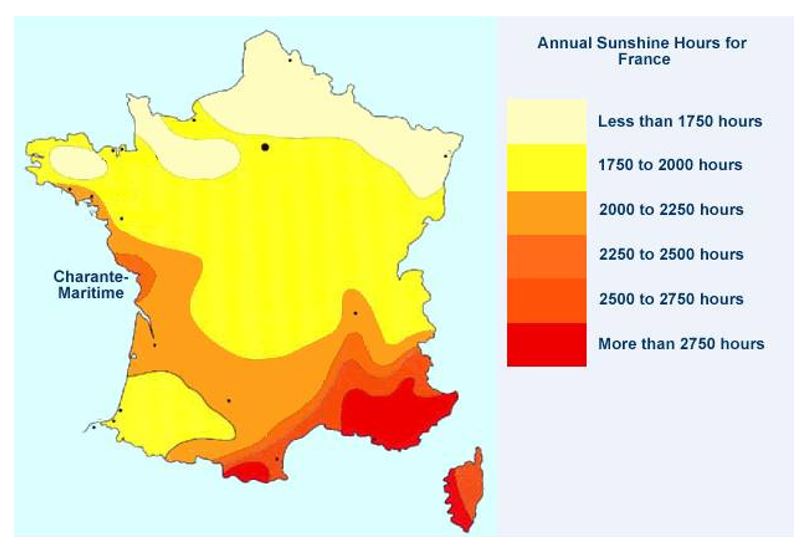 Annual Sunshine Hours for
France
Less than 1750 hours
1750 to 2000 hours
2000 to 2250 hours
2250 to 2500 hours
2500 to 2750 hours
More than 2750 hours
Charante-
Maritime